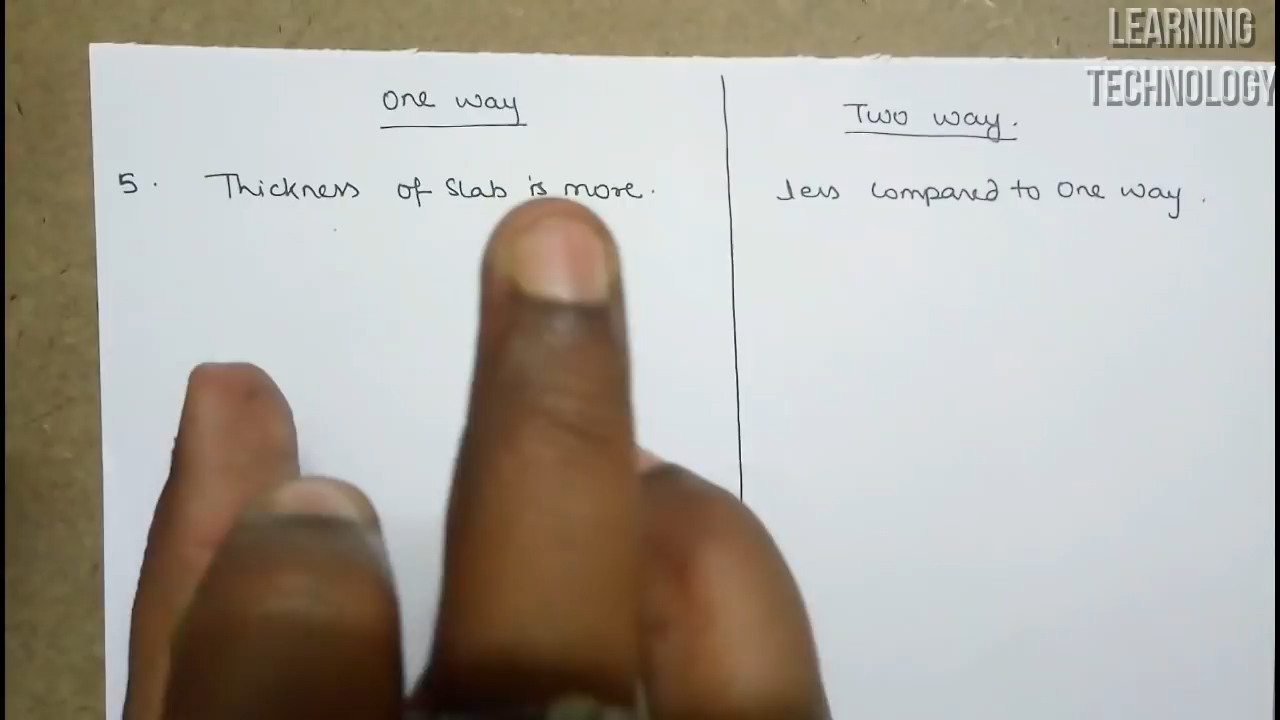 LEARNING
TECHNOLOGY
One way
Two way.
5. Thickness of slab is more.
less compared to one way.